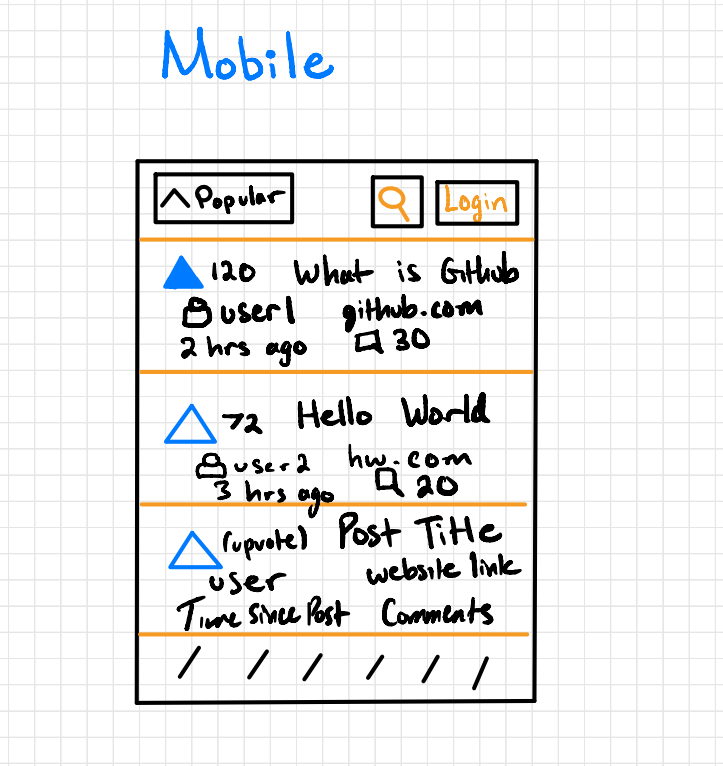 Mobile
Popular Login
120 What is GitHub
user1 github.com
2 hrs ago 30
72 Hello World
user2 hw.com
3 hrs ago 20
(upvote) Post Title
user website link
Time Since Post Comments